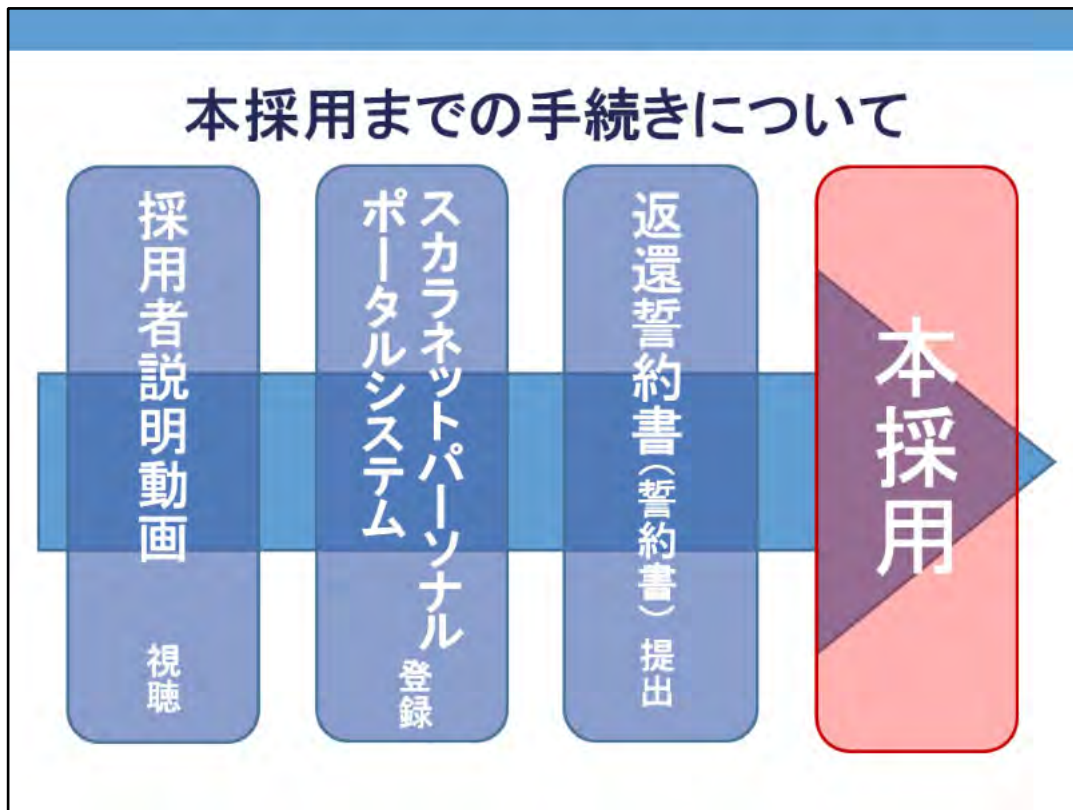 本採用までの手続きについて
採用者説明動画 視聴
スカラネットパーソナル
ポータルシステム
登録
返還誓約書(誓約書) 提出
本採用